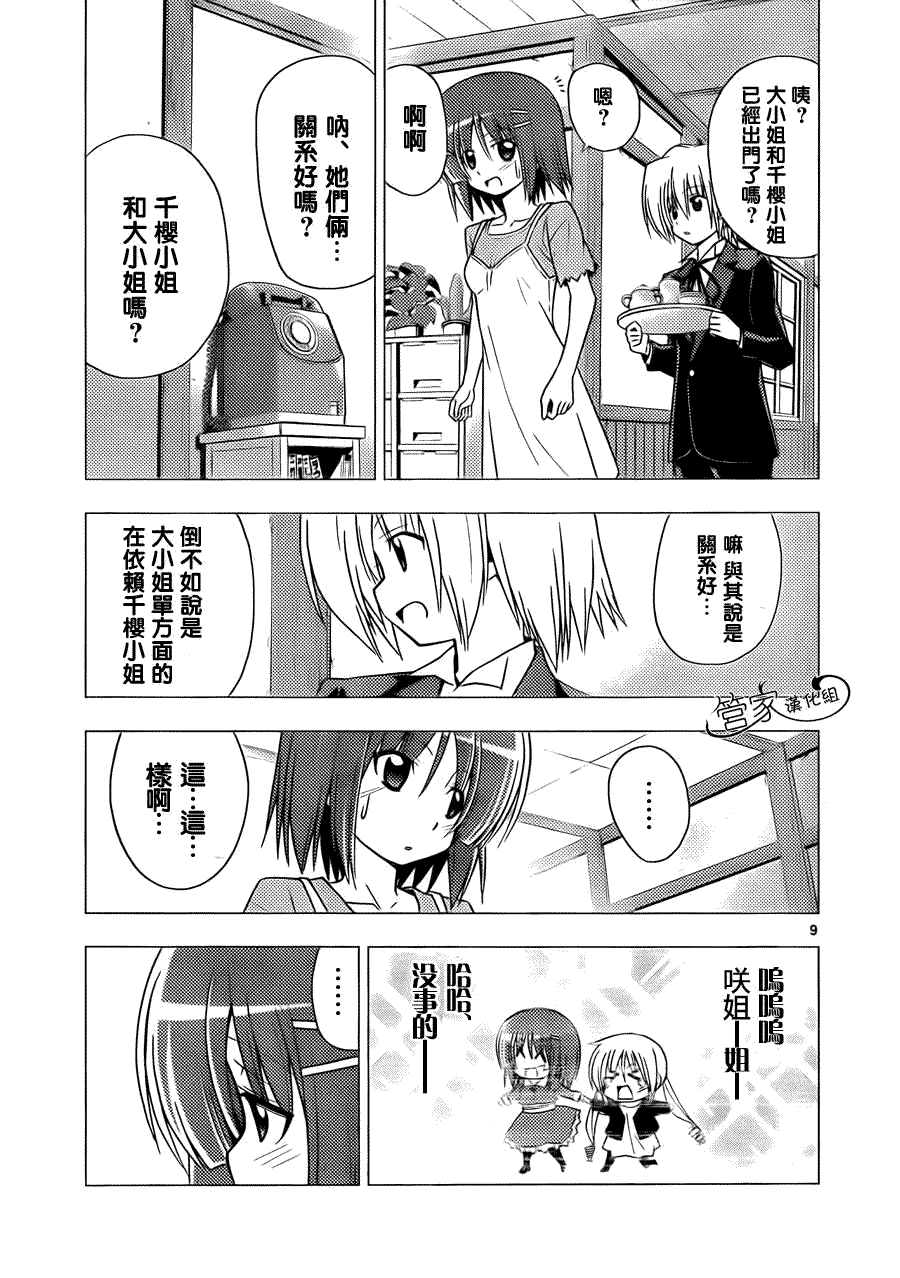 咦？
大小姐和千櫻小姐
已經出門了嗎？
嗯？
啊啊
吶、她們倆…
關系好嗎？
千櫻小姐
和大小姐嗎？
嘛 與其說是
關系好…
倒不如說是
大小姐單方面的
在依賴千櫻小姐
管家漢化組
……
這…這…
樣啊…
9
嗚嗚嗚
咲姐──姐──
哈哈、
没事的──
……